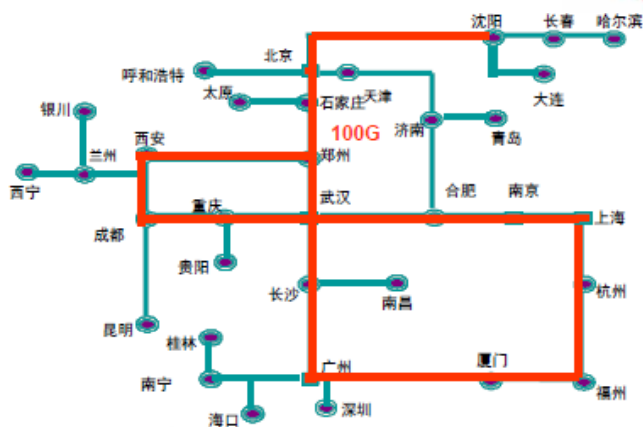 沈阳
长春
哈尔滨
北京
呼和浩特
天津
大连
太原
石家庄
银川
100G
济南
青岛
西安
郑州
兰州
西宁
重庆
武汉
合肥
南京
上海
成都
贵阳
长沙
南昌
杭州
昆明
桂林
广州
厦门
南宁
福州
海口
深圳